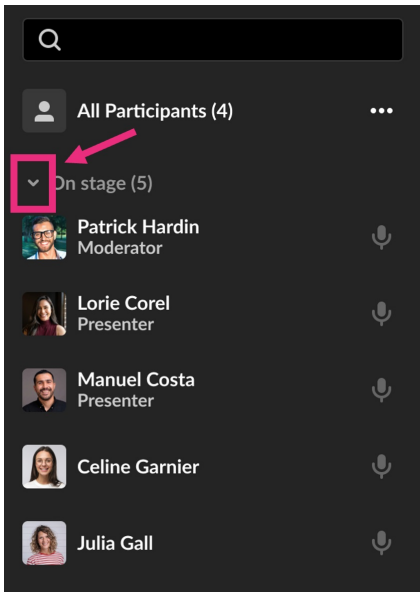 All Participants (4)
On stage (5)
Patrick Hardin
Moderator
Lorie Corel
Presenter
Manuel Costa
Presenter
Celine Garnier
Julia Gall